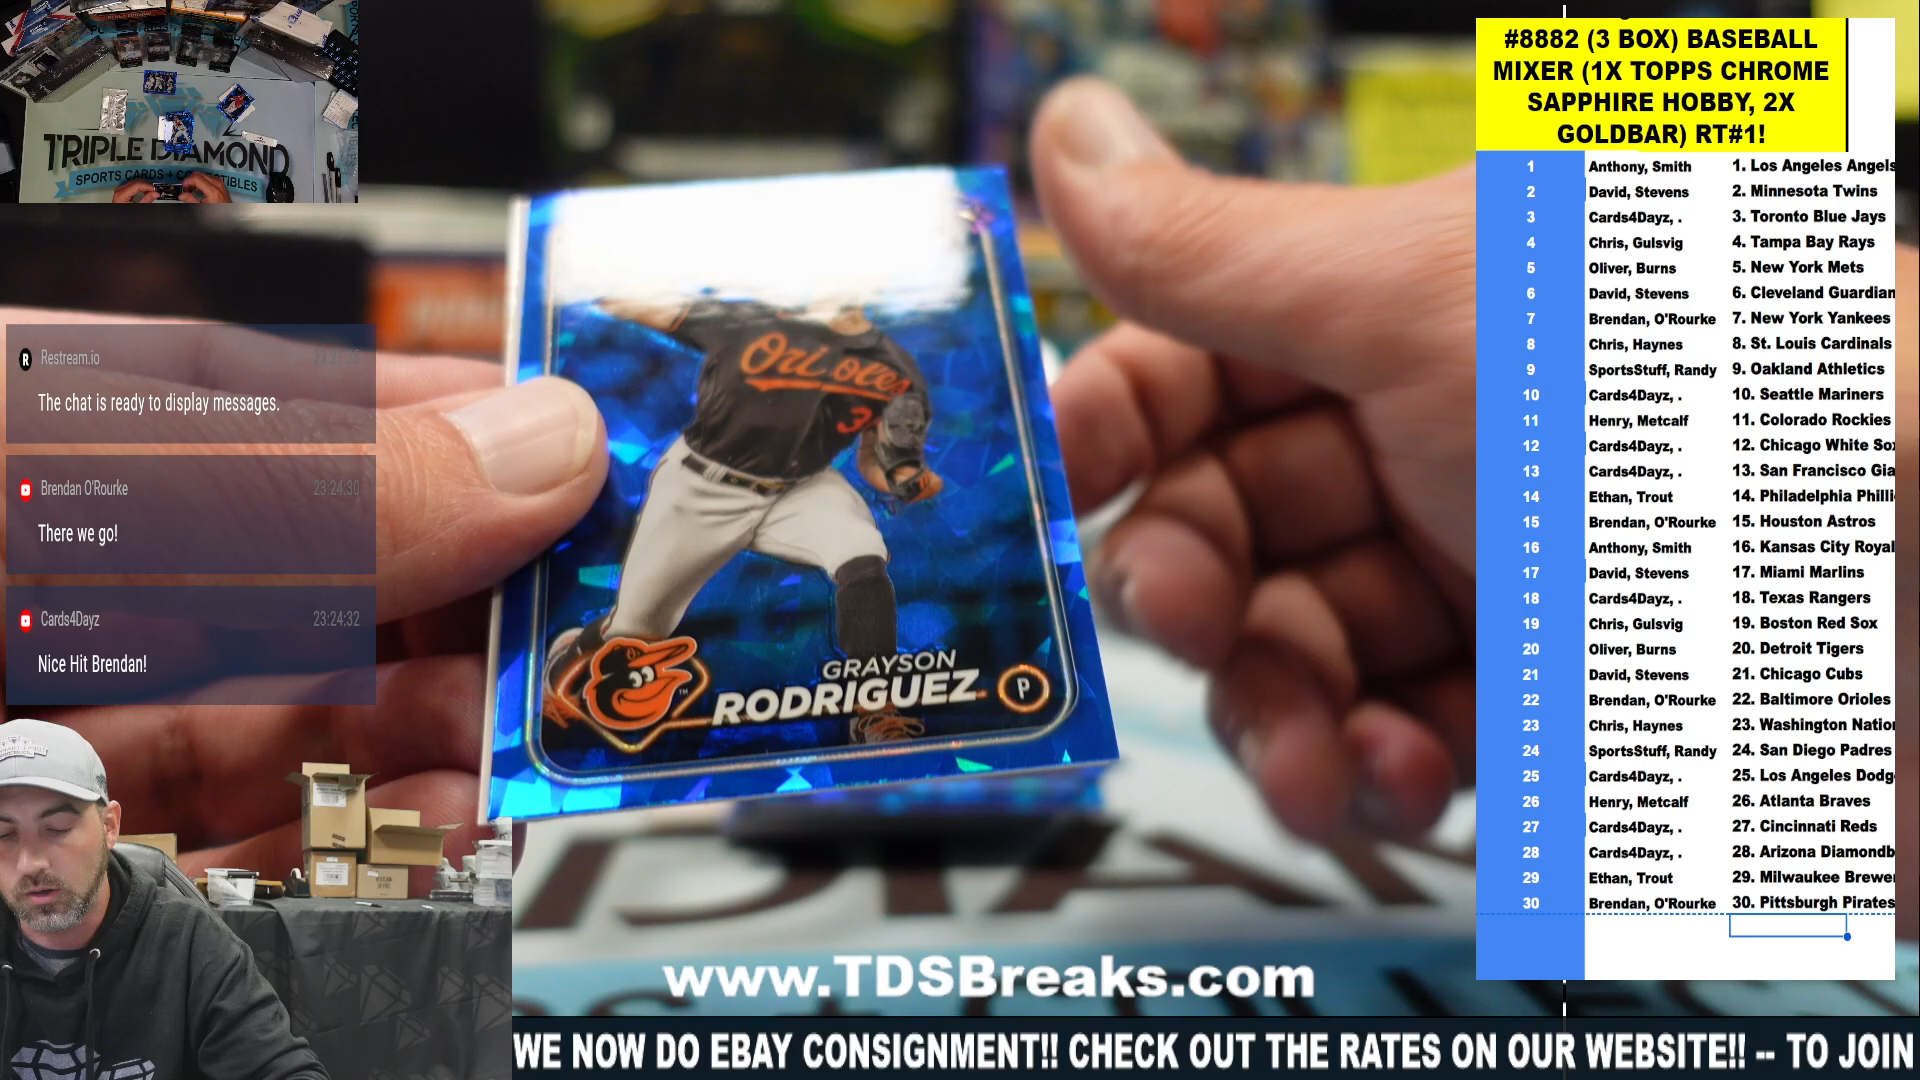 #8882 (3 BOX) BASEBALL
MIXER (1X TOPPS CHROME
SAPPHIRE HOBBY, 2X
GOLDBAR) RT#1!
1 Anthony, Smith 1. Los Angeles Angels
2 David, Stevens 2. Minnesota Twins
3 Cards4Dayz, . 3. Toronto Blue Jays
4 Chris, Gulsvig 4. Tampa Bay Rays
5 Oliver, Burns 5. New York Mets
6 David, Stevens 6. Cleveland Guardian
7 Brendan, O'Rourke 7. New York Yankees
8 Chris, Haynes 8. St. Louis Cardinals
9 SportsStuff, Randy 9. Oakland Athletics
10 Cards4Dayz, . 10. Seattle Mariners
11 Henry, Metcalf 11. Colorado Rockies
12 Cards4Dayz, . 12. Chicago White Sox
13 Cards4Dayz, . 13. San Francisco Gia
14 Ethan, Trout 14. Philadelphia Philli
15 Brendan, O'Rourke 15. Houston Astros
16 Anthony, Smith 16. Kansas City Royal
17 David, Stevens 17. Miami Marlins
18 Cards4Dayz, . 18. Texas Rangers
19 Chris, Gulsvig 19. Boston Red Sox
20 Oliver, Burns 20. Detroit Tigers
21 David, Stevens 21. Chicago Cubs
22 Brendan, O'Rourke 22. Baltimore Orioles
23 Chris, Haynes 23. Washington Natio
24 SportsStuff, Randy 24. San Diego Padres
25 Cards4Dayz, . 25. Los Angeles Dodg
26 Henry, Metcalf 26. Atlanta Braves
27 Cards4Dayz, . 27. Cincinnati Reds
28 Cards4Dayz, . 28. Arizona Diamondb
29 Ethan, Trout 29. Milwaukee Brewe
30 Brendan, O'Rourke 30. Pittsburgh Pirates
TRIPLE DIAMOND
SPORTS CARDS + COLLECTIBLES
Restream.io
The chat is ready to display messages.
Brendan O'Rourke 23:24:30
There we go!
Cards4Dayz 23:24:32
Nice Hit Brendan!
Orioles
3
GRAYSON
RODRIGUEZ P
www.TDSBreaks.com
WE NOW DO EBAY CONSIGNMENT!! CHECK OUT THE RATES ON OUR WEBSITE!! -- TO JOIN